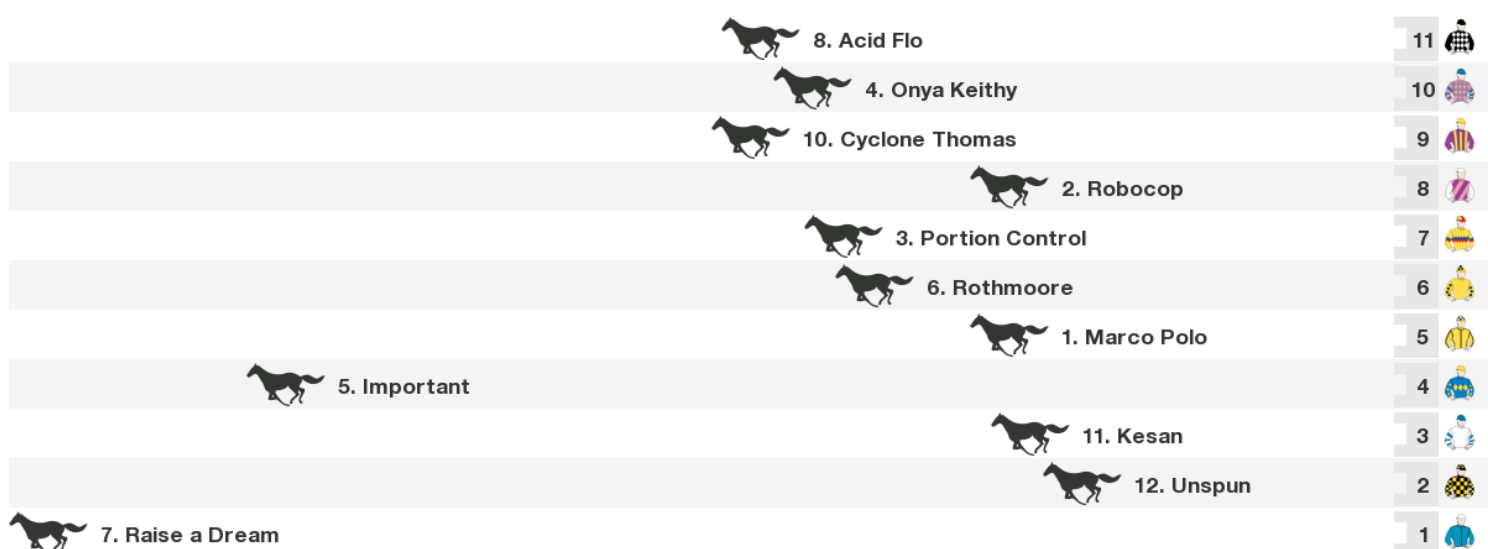 8. Acid Flo 11
4. Onya Keithy 10
10. Cyclone Thomas 9
2. Robocop 8
3. Portion Control 7
6. Rothmoore 6
1. Marco Polo 5
5. Important 4
11. Kesan 3
12. Unspun 2
7. Raise a Dream 1